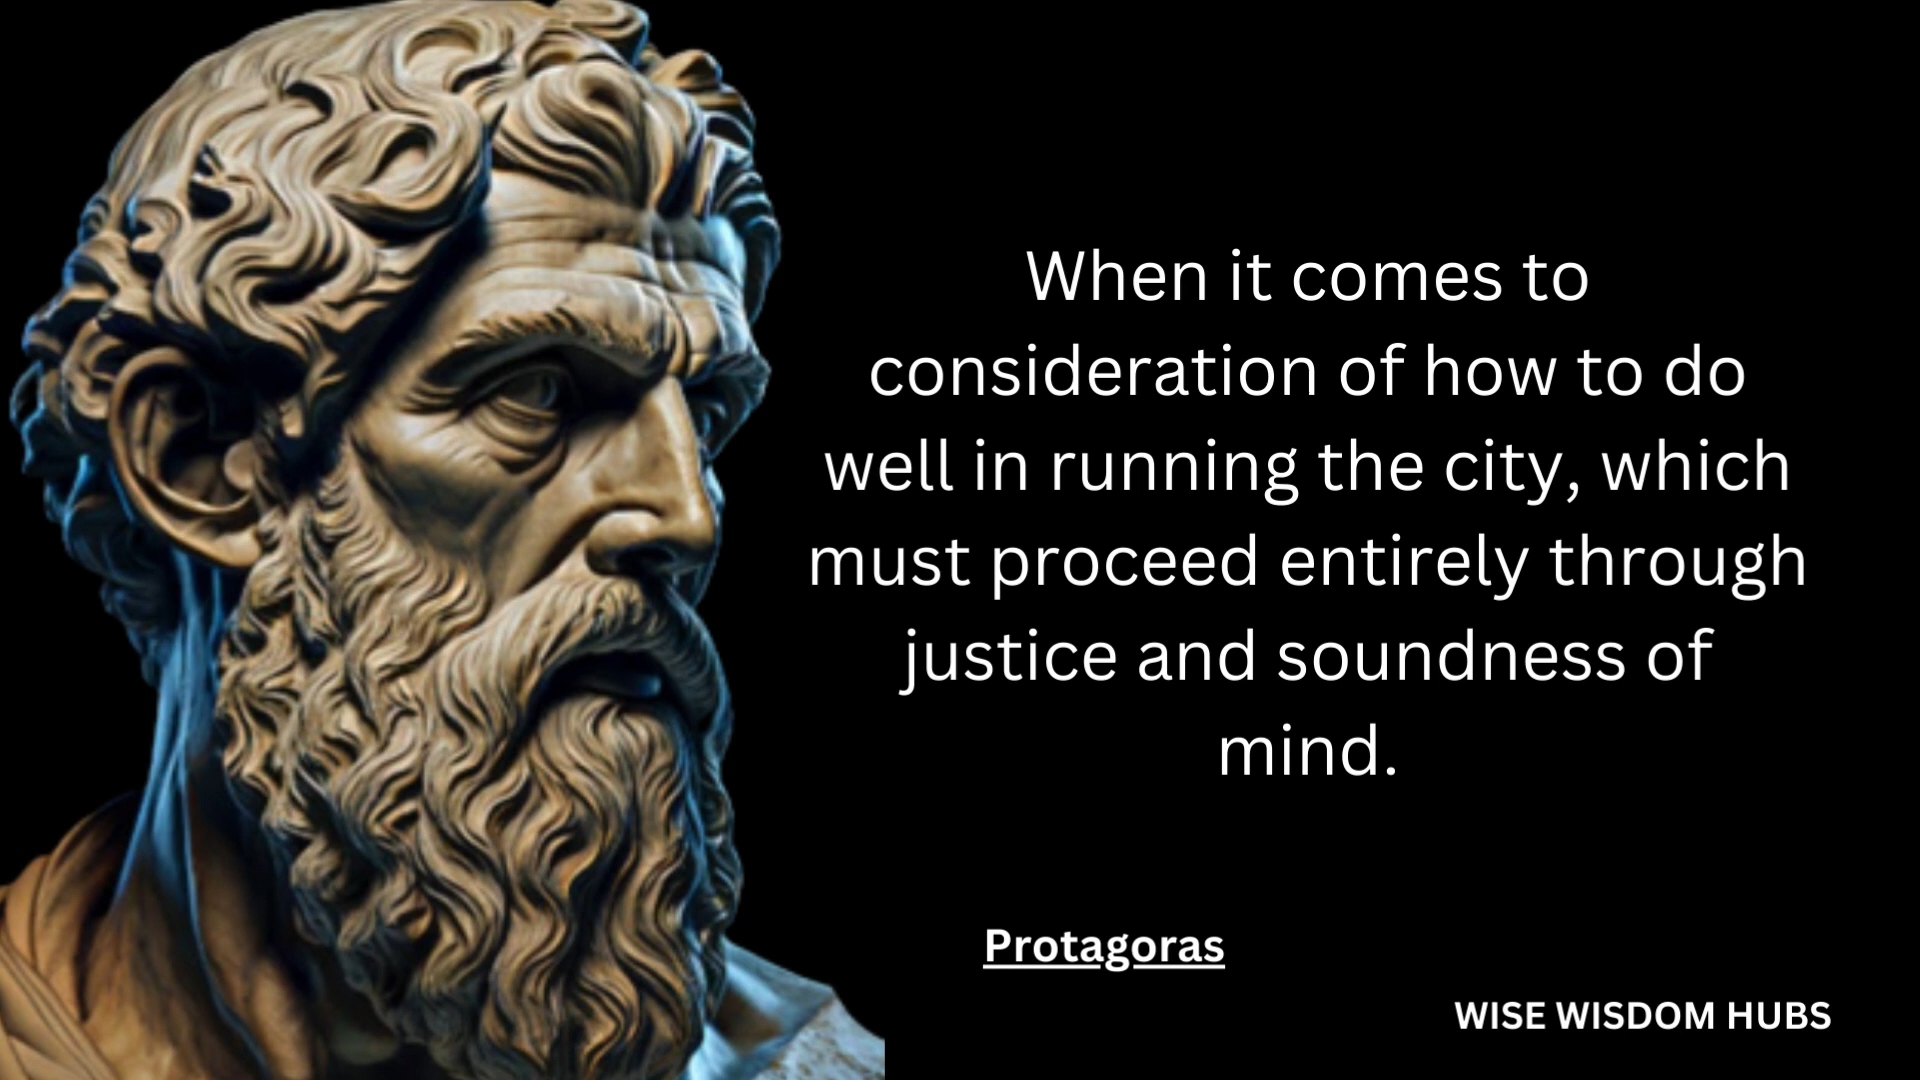 When it comes to
consideration of how to do
well in running the city, which
must proceed entirely through
justice and soundness of
mind.
Protagoras
WISE WISDOM HUBS